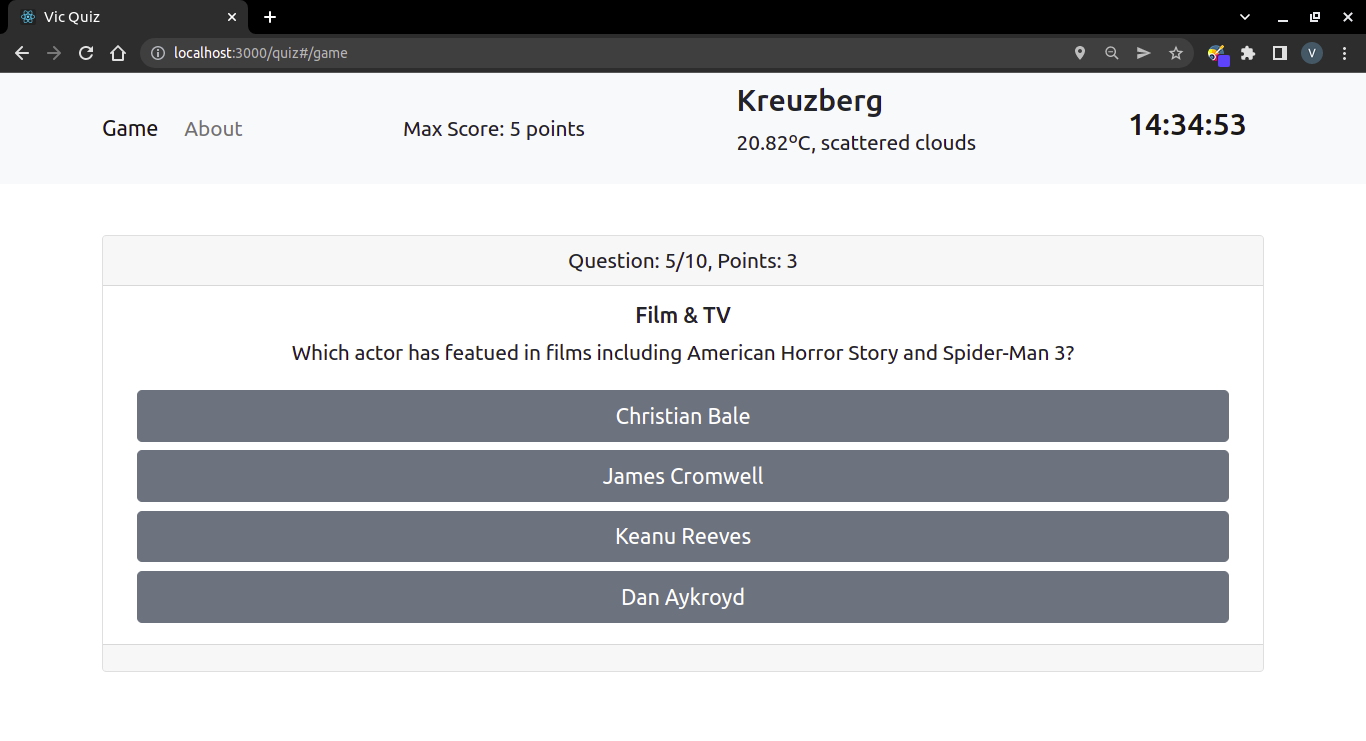 Vic Quiz
localhost:3000/quiz#/game
V
Game About Max Score: 5 points
Kreuzberg
20.82ºC, scattered clouds
14:34:53
Question: 5/10, Points: 3
Film & TV
Which actor has featued in films including American Horror Story and Spider-Man 3?
Christian Bale
James Cromwell
Keanu Reeves
Dan Aykroyd